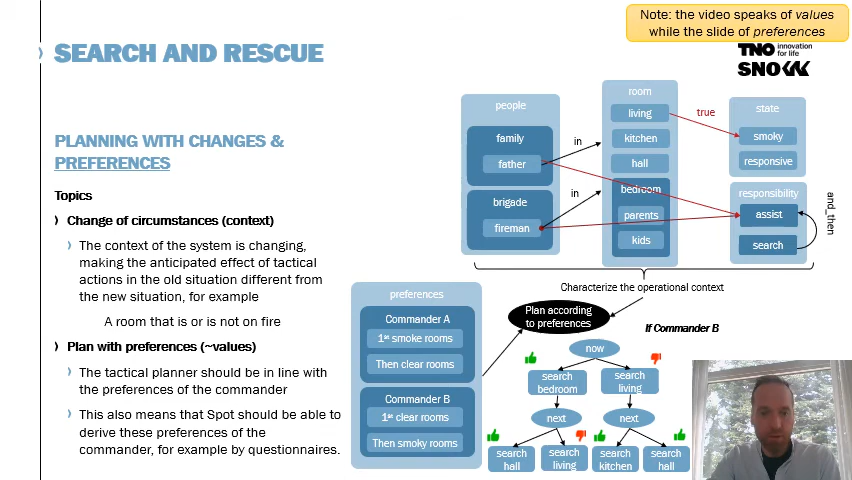 Note: the video speaks of values
while the slide of preferences
SEARCH AND RESCUE
TNO innovation
for life
SNOW
PLANNING WITH CHANGES &
PREFERENCES
Topics
Change of circumstances (context)
The context of the system is changing,
making the anticipated effect of tactical
actions in the old situation different from
the new situation, for example
A room that is or is not on fire
Plan with preferences (~values)
The tactical planner should be in line with
the preferences of the commander
This also means that Spot should be able to
derive these preferences of the
commander, for example by questionnaires.
people
family
father
brigade
fireman
in
in
room
living
kitchen
hall
bedroom
parents
kids
true
state
smoky
responsive
responsibility
assist
search
and_then
Characterize the operational context
preferences
Commander A
1st smoke rooms
Then clear rooms
Commander B
1st clear rooms
Then smoky rooms
Plan according
to preferences
If Commander B
now
search
bedroom
search
living
next
next
search
hall
search
living
search
kitchen
search
hall